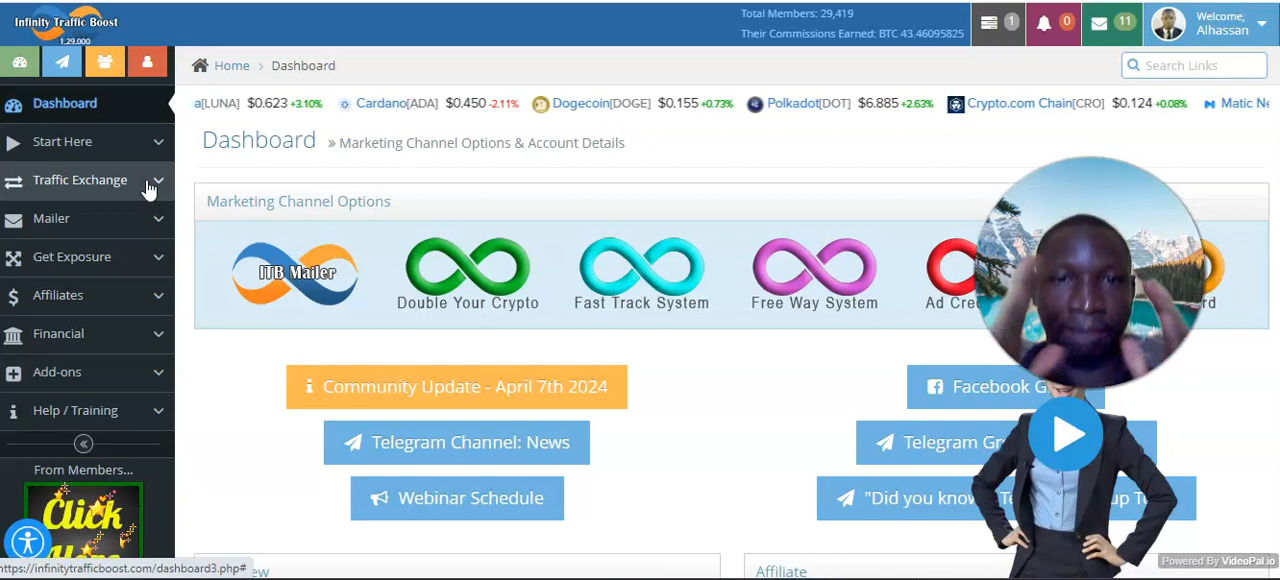 Infinity Traffic Boost
1.29.000
Total Members: 29,419
Their Commissions Earned: BTC 43.46095825
1
0
11
Welcome,
Alhassan
Home > Dashboard
Search Links
a[LUNA] $0.623 +3.10% Cardano[ADA] $0.450 -2.11% Dogecoin[DOGE] $0.155 +0.73% Polkadot[DOT] $6.885 +2.63% Crypto.com Chain[CRO] $0.124 +0.08% Matic Ne
Dashboard
Start Here
Traffic Exchange
Mailer
Get Exposure
Affiliates
Financial
Add-ons
Help / Training
From Members...
Click
Here
https://infinitytrafficboost.com/dashboard3.php#
Dashboard » Marketing Channel Options & Account Details
Marketing Channel Options
ITB Mailer
Double Your Crypto
Fast Track System
Free Way System
Ad Cre
rd
Community Update - April 7th 2024
Facebook G
Telegram Channel: News
Telegram Gr
Webinar Schedule
"Did you know
up T
ew
Affiliate
Powered By VideoPal.io